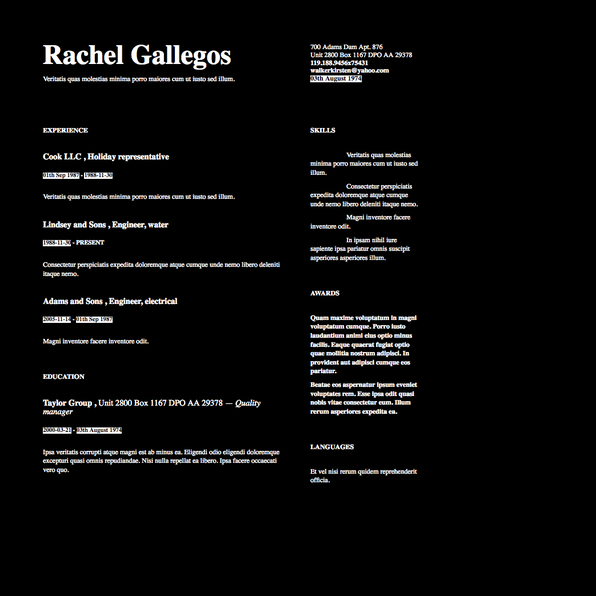 Rachel Gallegos
Veritatis quas molestias minima porro maiores cum ut iusto sed illum.
700 Adams Dam Apt. 876
Unit 2800 Box 1167 DPO AA 29378
119.188.9456x75431
walkerkirsten@yahoo.com
03th August 1974
EXPERIENCE
Cook LLC , Holiday representative
01th Sep 1987 - 1988-11-30
Veritatis quas molestias minima porro maiores cum ut iusto sed illum.
Lindsey and Sons , Engineer, water
1988-11-30 - PRESENT
Consectetur perspiciatis expedita doloremque atque cumque unde nemo libero deleniti
itaque nemo.
Adams and Sons , Engineer, electrical
2005-11-14 - 01th Sep 1987
Magni inventore facere inventore odit.
EDUCATION
Taylor Group , Unit 2800 Box 1167 DPO AA 29378 — Quality
manager
2000-03-21 - 03th August 1974
Ipsa veritatis corrupti atque magni est ab minus ea. Eligendi odio eligendi doloremque
excepturi quasi omnis repudiandae. Nisi nulla repellat ea libero. Ipsa facere occaecati
vero quo.
SKILLS
Veritatis quas molestias
minima porro maiores cum ut iusto sed
illum.
Consectetur perspiciatis
expedita doloremque atque cumque
unde nemo libero deleniti itaque nemo.
Magni inventore facere
inventore odit.
In ipsam nihil iure
sapiente ipsa pariatur omnis suscipit
asperiores asperiores illum.
AWARDS
Quam maxime voluptatum in magni
voluptatum cumque. Porro iusto
laudantium animi eius optio minus
facilis. Eaque quaerat fugiat optio
quae mollitia nostrum adipisci. In
provident aut adipisci cumque eos
pariatur.
Beatae eos aspernatur ipsum eveniet
voluptates rem. Esse ipsa odit quasi
nobis vitae consectetur eum. Illum
rerum asperiores expedita ea.
LANGUAGES
Et vel nisi rerum quidem reprehenderit
officia.